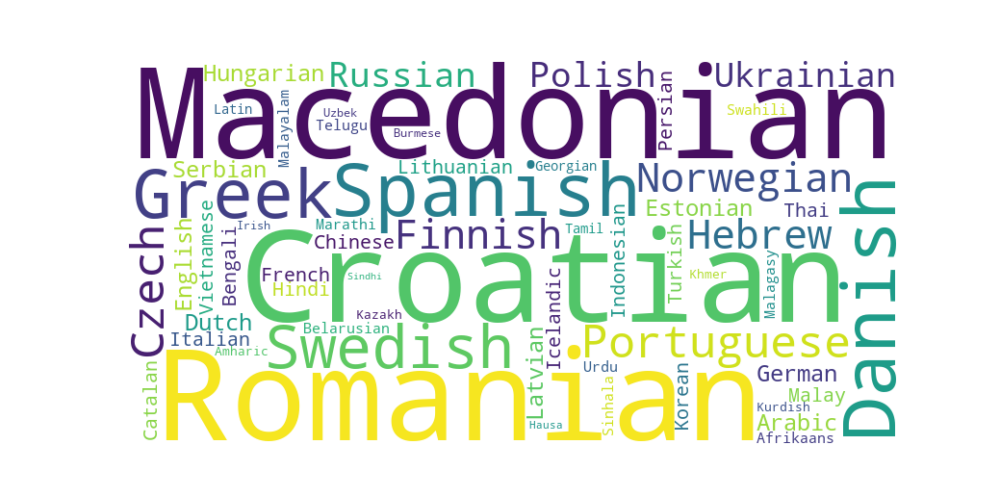 Hungarian
Russian
Polish
Ukrainian
Macedonian
Latin
Malayalam
Uzbek
Telugu
Burmese
Persian
Swahili
Serbian
Lithuanian
Georgian
Greek
Spanish
Norwegian
Estonian
Thai
Danish
Czech
English
Vietnamese
Bengali
Irish
Marathi
Chinese
Finnish
Tamil
Indonesian
Hebrew
Turkish
Croatian
French
Sindhi
Hindi
Khmer
Malagasy
Kazakh
Icelandic
Dutch
Belarusian
Italian
Swedish
Portuguese
Amharic
Latvian
Urdu
Romanian
Catalan
Korean
German
Sinhala
Malay
Kurdish
Arabic
Hausa
Afrikaans